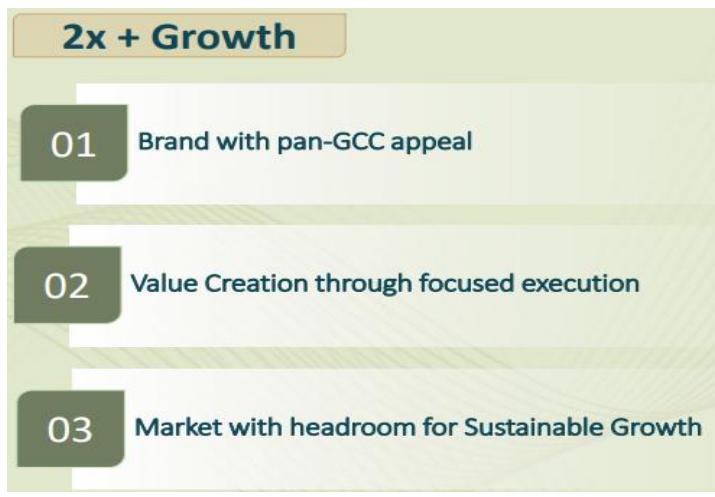 2x + Growth
01
Brand with pan-GCC appeal
02
Value Creation through focused execution
03
Market with headroom for Sustainable Growth